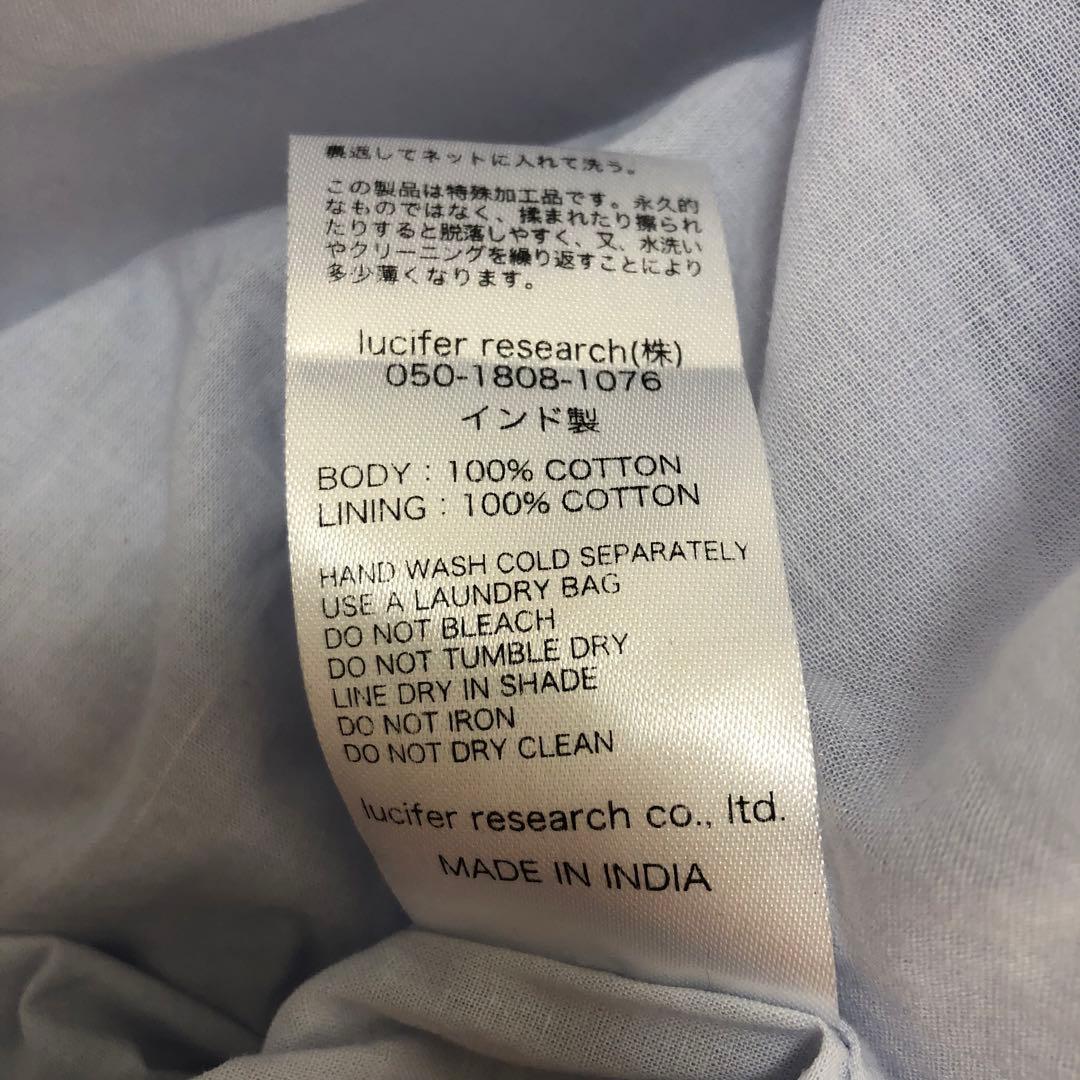 裏返してネットに入れて洗う。
この製品は特殊加工品です。永久的
なものではなく、揉まれたり擦られ
たりすると脱落しやすく、又、水洗い
やクリーニングを繰り返すことにより
多少薄くなります。
lucifer research(株)
050-1808-1076
インド製
BODY : 100% COTTON
LINING : 100% COTTON
HAND WASH COLD SEPARATELY
USE A LAUNDRY BAG
DO NOT BLEACH
DO NOT TUMBLE DRY
LINE DRY IN SHADE
DO NOT IRON
DO NOT DRY CLEAN
lucifer research co., ltd.
MADE IN INDIA